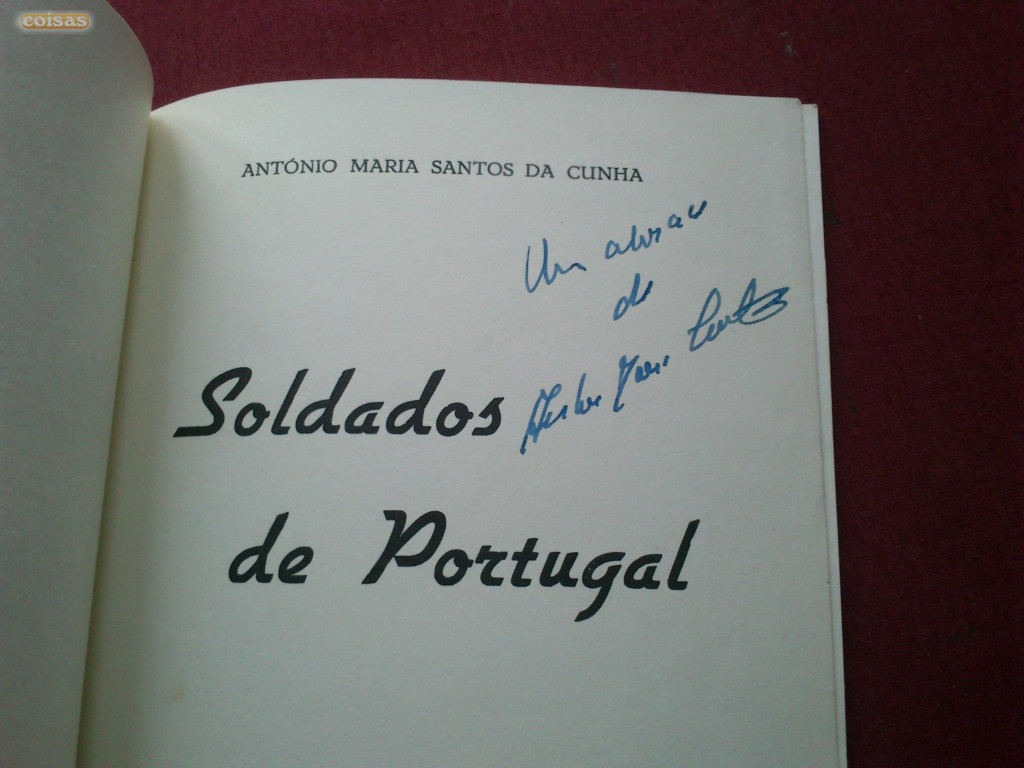 coisas
ANTÓNIO MARIA SANTOS DA CUNHA
Um abraço
de
Soldados
de Portugal